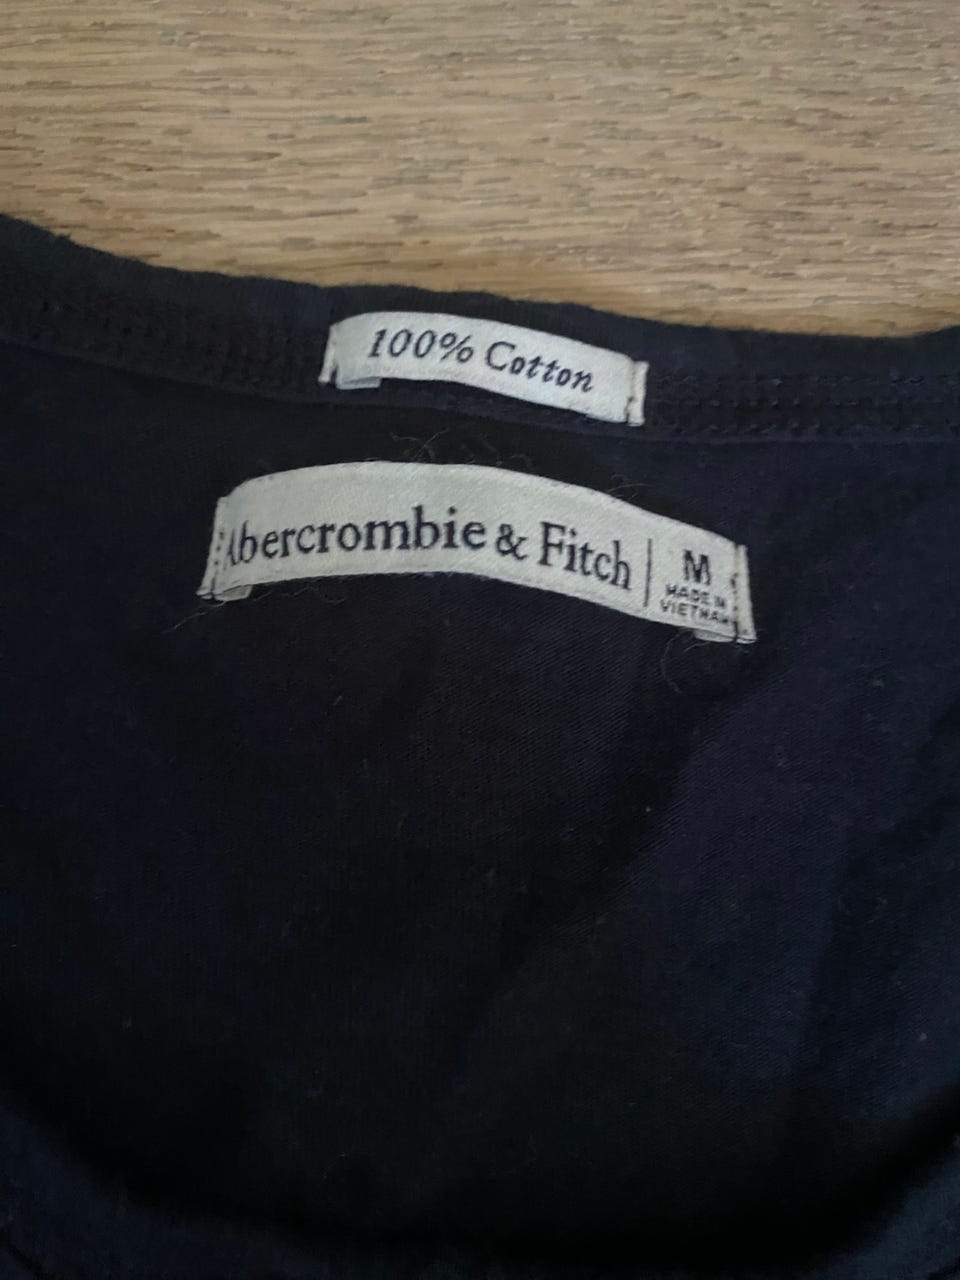 100% Cotton
Abercrombie & Fitch | M
MADE IN
VIETNAM